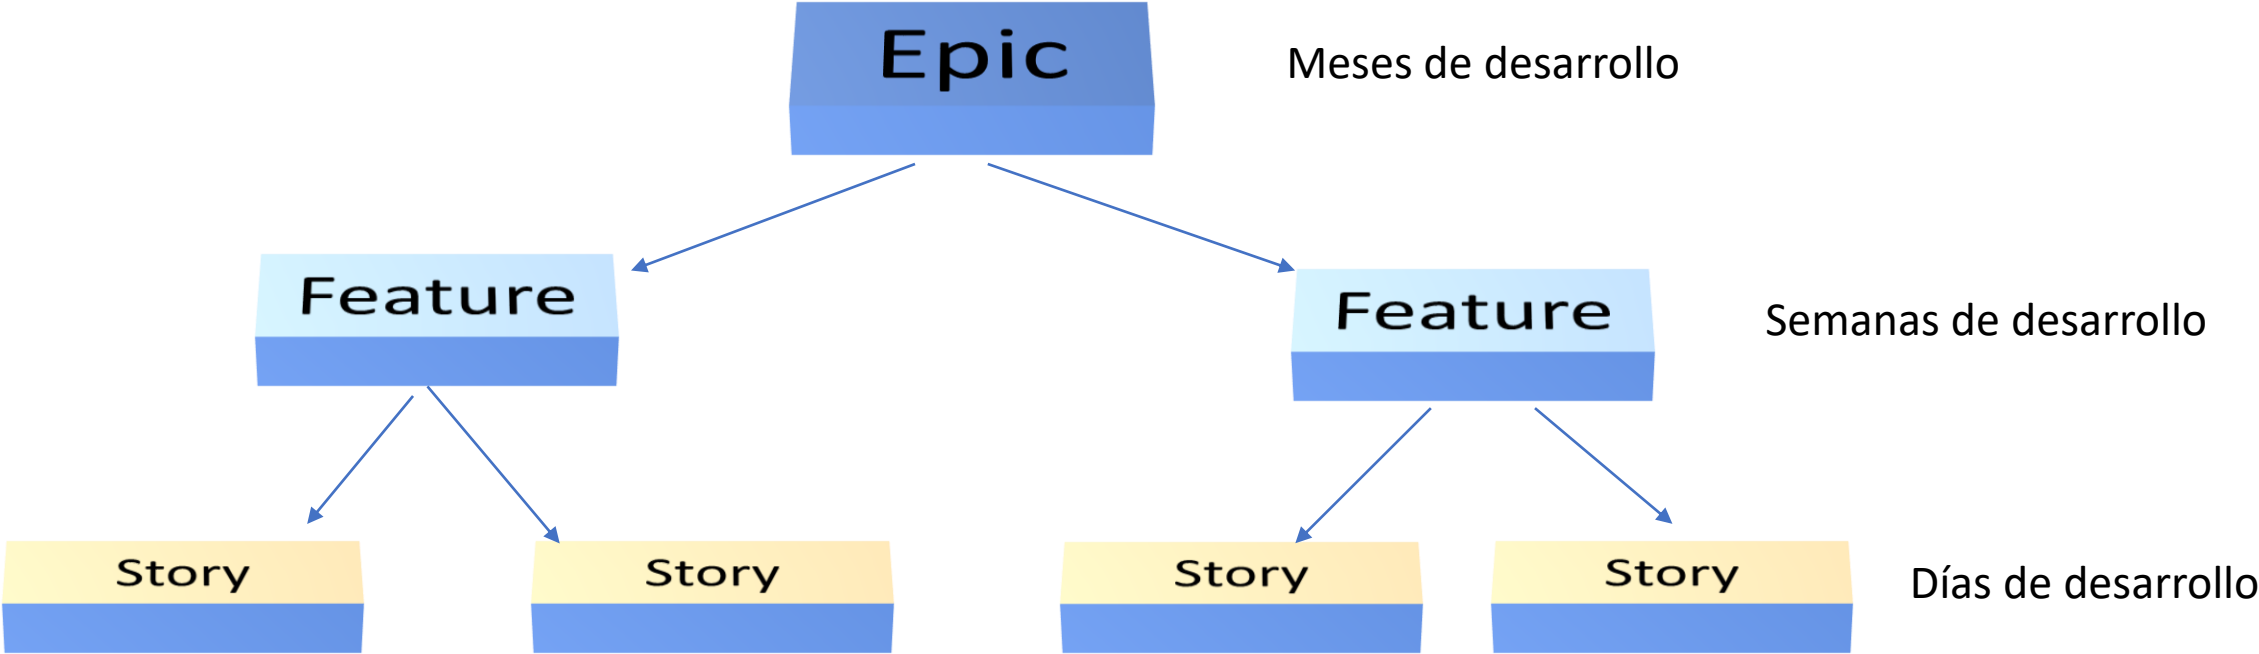 Epic
Meses de desarrollo
Feature
Feature
Semanas de desarrollo
Story
Story
Story
Story
Días de desarrollo